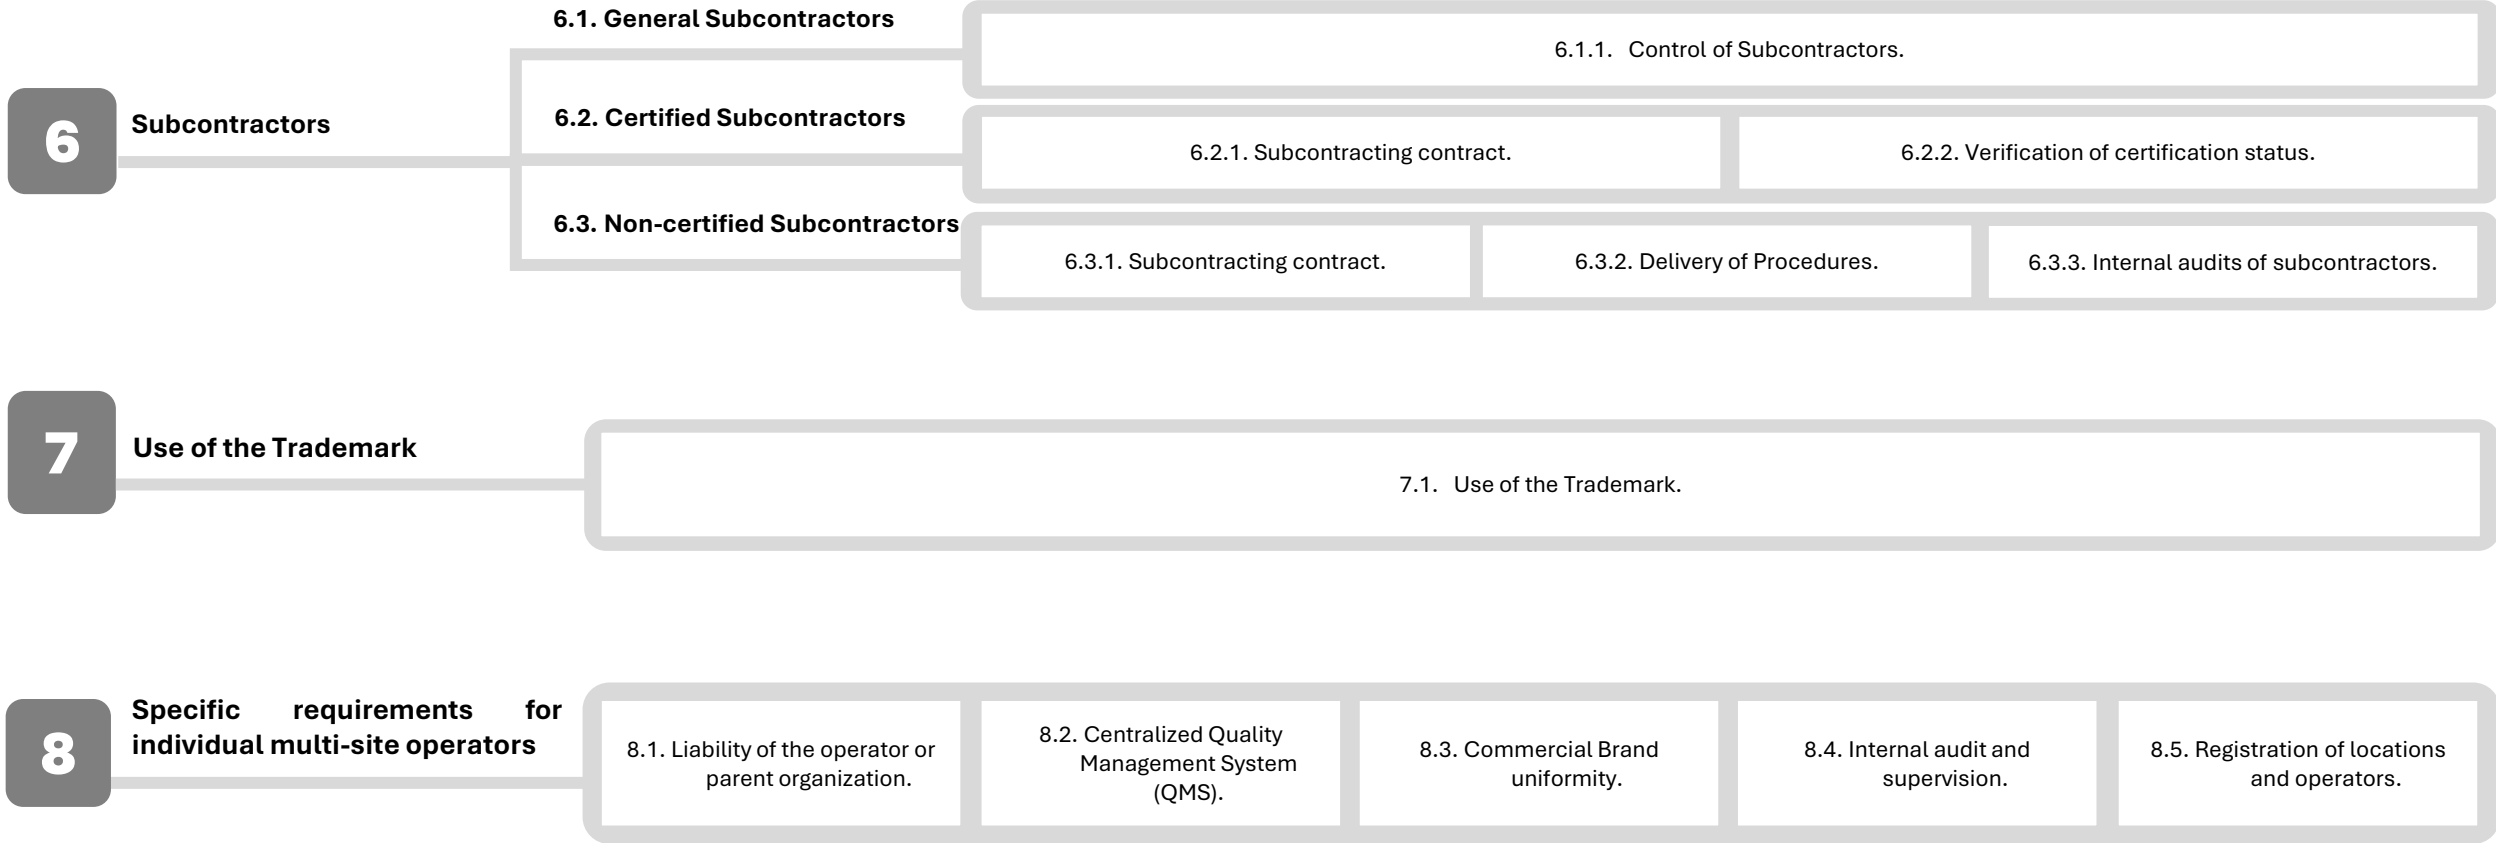 6
Subcontractors
6.1. General Subcontractors
6.1.1. Control of Subcontractors.
6.2. Certified Subcontractors
6.2.1. Subcontracting contract.
6.2.2. Verification of certification status.
6.3. Non-certified Subcontractors
6.3.1. Subcontracting contract.
6.3.2. Delivery of Procedures.
6.3.3. Internal audits of subcontractors.
7
Use of the Trademark
7.1. Use of the Trademark.
8
Specific requirements for
individual multi-site operators
8.1. Liability of the operator or
parent organization.
8.2. Centralized Quality
Management System
(QMS).
8.3. Commercial Brand
uniformity.
8.4. Internal audit and
supervision.
8.5. Registration of locations
and operators.